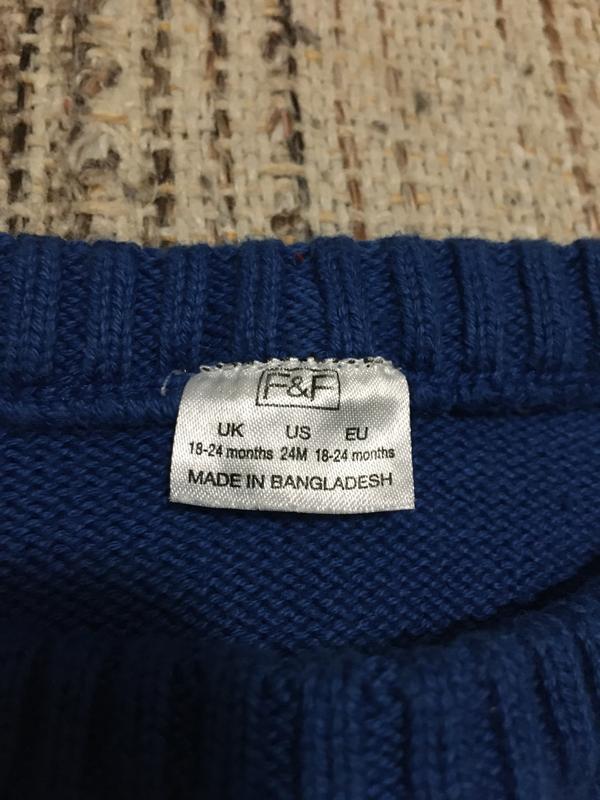 F&F
UK US EU
18-24 months 24M 18-24 months
MADE IN BANGLADESH